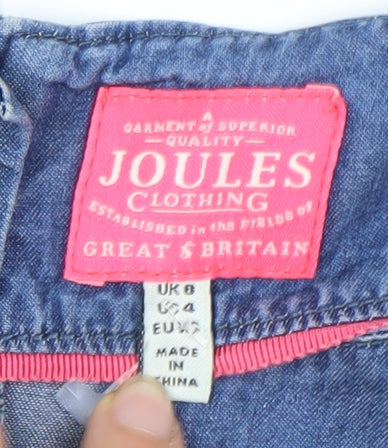 A
GARMENT of SUPERIOR
QUALITY
JOULES
CLOTHING
ESTABLISHED in the FIELDS OF
GREAT & BRITAIN
UK 8
US 4
EU
MADE
IN
CHINA